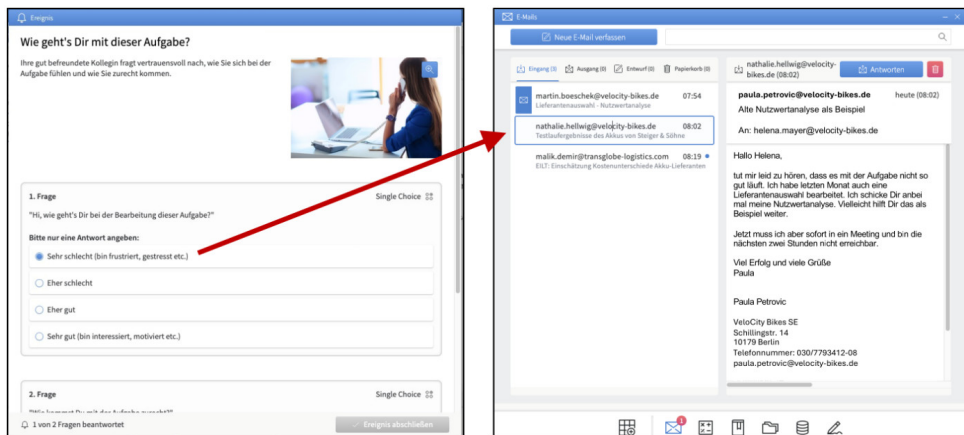 Ereignis
Wie geht's Dir mit dieser Aufgabe?
Ihre gut befreundete Kollegin fragt vertrauensvoll nach, wie Sie sich bei der
Aufgabe fühlen und wie Sie zurecht kommen.
1. Frage
Single Choice
"Hi, wie geht's Dir bei der Bearbeitung dieser Aufgabe?"
Bitte nur eine Antwort angeben:
Sehr schlecht (bin frustriert, gestresst etc.)
Eher schlecht
Eher gut
Sehr gut (bin interessiert, motiviert etc.)
2. Frage
Single Choice
"Wie kommst Du mit der Aufgabe zurecht?"
1 von 2 Fragen beantwortet
Ereignis abschließen
E-Mails
Neue E-Mail verfassen
Eingang (3)
Ausgang (0)
Entwurf (0)
Papierkorb (0)
martin.boeschek@velocity-bikes.de 07:54
Lieferantenauswahl - Nutzwertanalyse
nathalie.hellwig@velocity-bikes.de 08:02
Testlaufergebnisse des Akkus von Steiger & Söhne
malik.demir@transglobe-logistics.com 08:19
EILT: Einschätzung Kostenunterschiede Akku-Lieferanten
nathalie.hellwig@velocity-
bikes.de (08:02)
Antworten
paula.petrovic@velocity-bikes.de heute (08:02)
Alte Nutzwertanalyse als Beispiel
An: helena.mayer@velocity-bikes.de
Hallo Helena,
tut mir leid zu hören, dass es mit der Aufgabe nicht so
gut läuft. Ich habe letzten Monat auch eine
Lieferantenauswahl bearbeitet. Ich schicke Dir anbei
mal meine Nutzwertanalyse. Vielleicht hilft Dir das als
Beispiel weiter.
Jetzt muss ich aber sofort in ein Meeting und bin die
nächsten zwei Stunden nicht erreichbar.
Viel Erfolg und viele Grüße
Paula
Paula Petrovic
VeloCity Bikes SE
Schillingstr. 14
10179 Berlin
Telefonnummer: 030/7793412-08
paula.petrovic@velocity-bikes.de
1